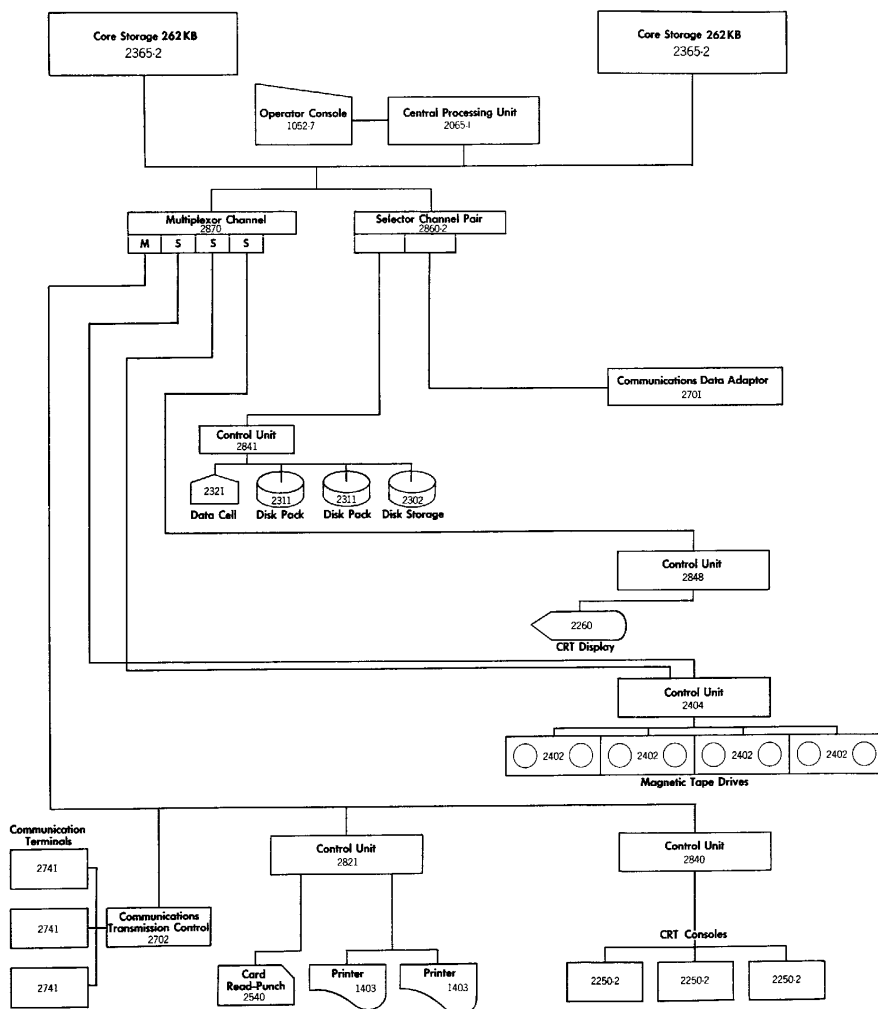 Core Storage 262KB
2365-2
Core Storage 262KB
2365-2
Operator Console
1052-7
Central Processing Unit
2065-I
Multiplexor Channel
2870
M S S S
Selector Channel Pair
2860-2
Communications Data Adaptor
2701
Control Unit
2841
2321
Data Cell
2311
Disk Pack
2311
Disk Pack
2302
Disk Storage
Control Unit
2848
2260
CRT Display
Control Unit
2404
2402
2402
2402
2402
Magnetic Tape Drives
Communication
Terminals
2741
2741
2741
Communications
Transmission Control
2702
Control Unit
2821
Card
Read-Punch
2540
Printer
1403
Printer
1403
Control Unit
2840
CRT Consoles
2250-2
2250-2
2250-2